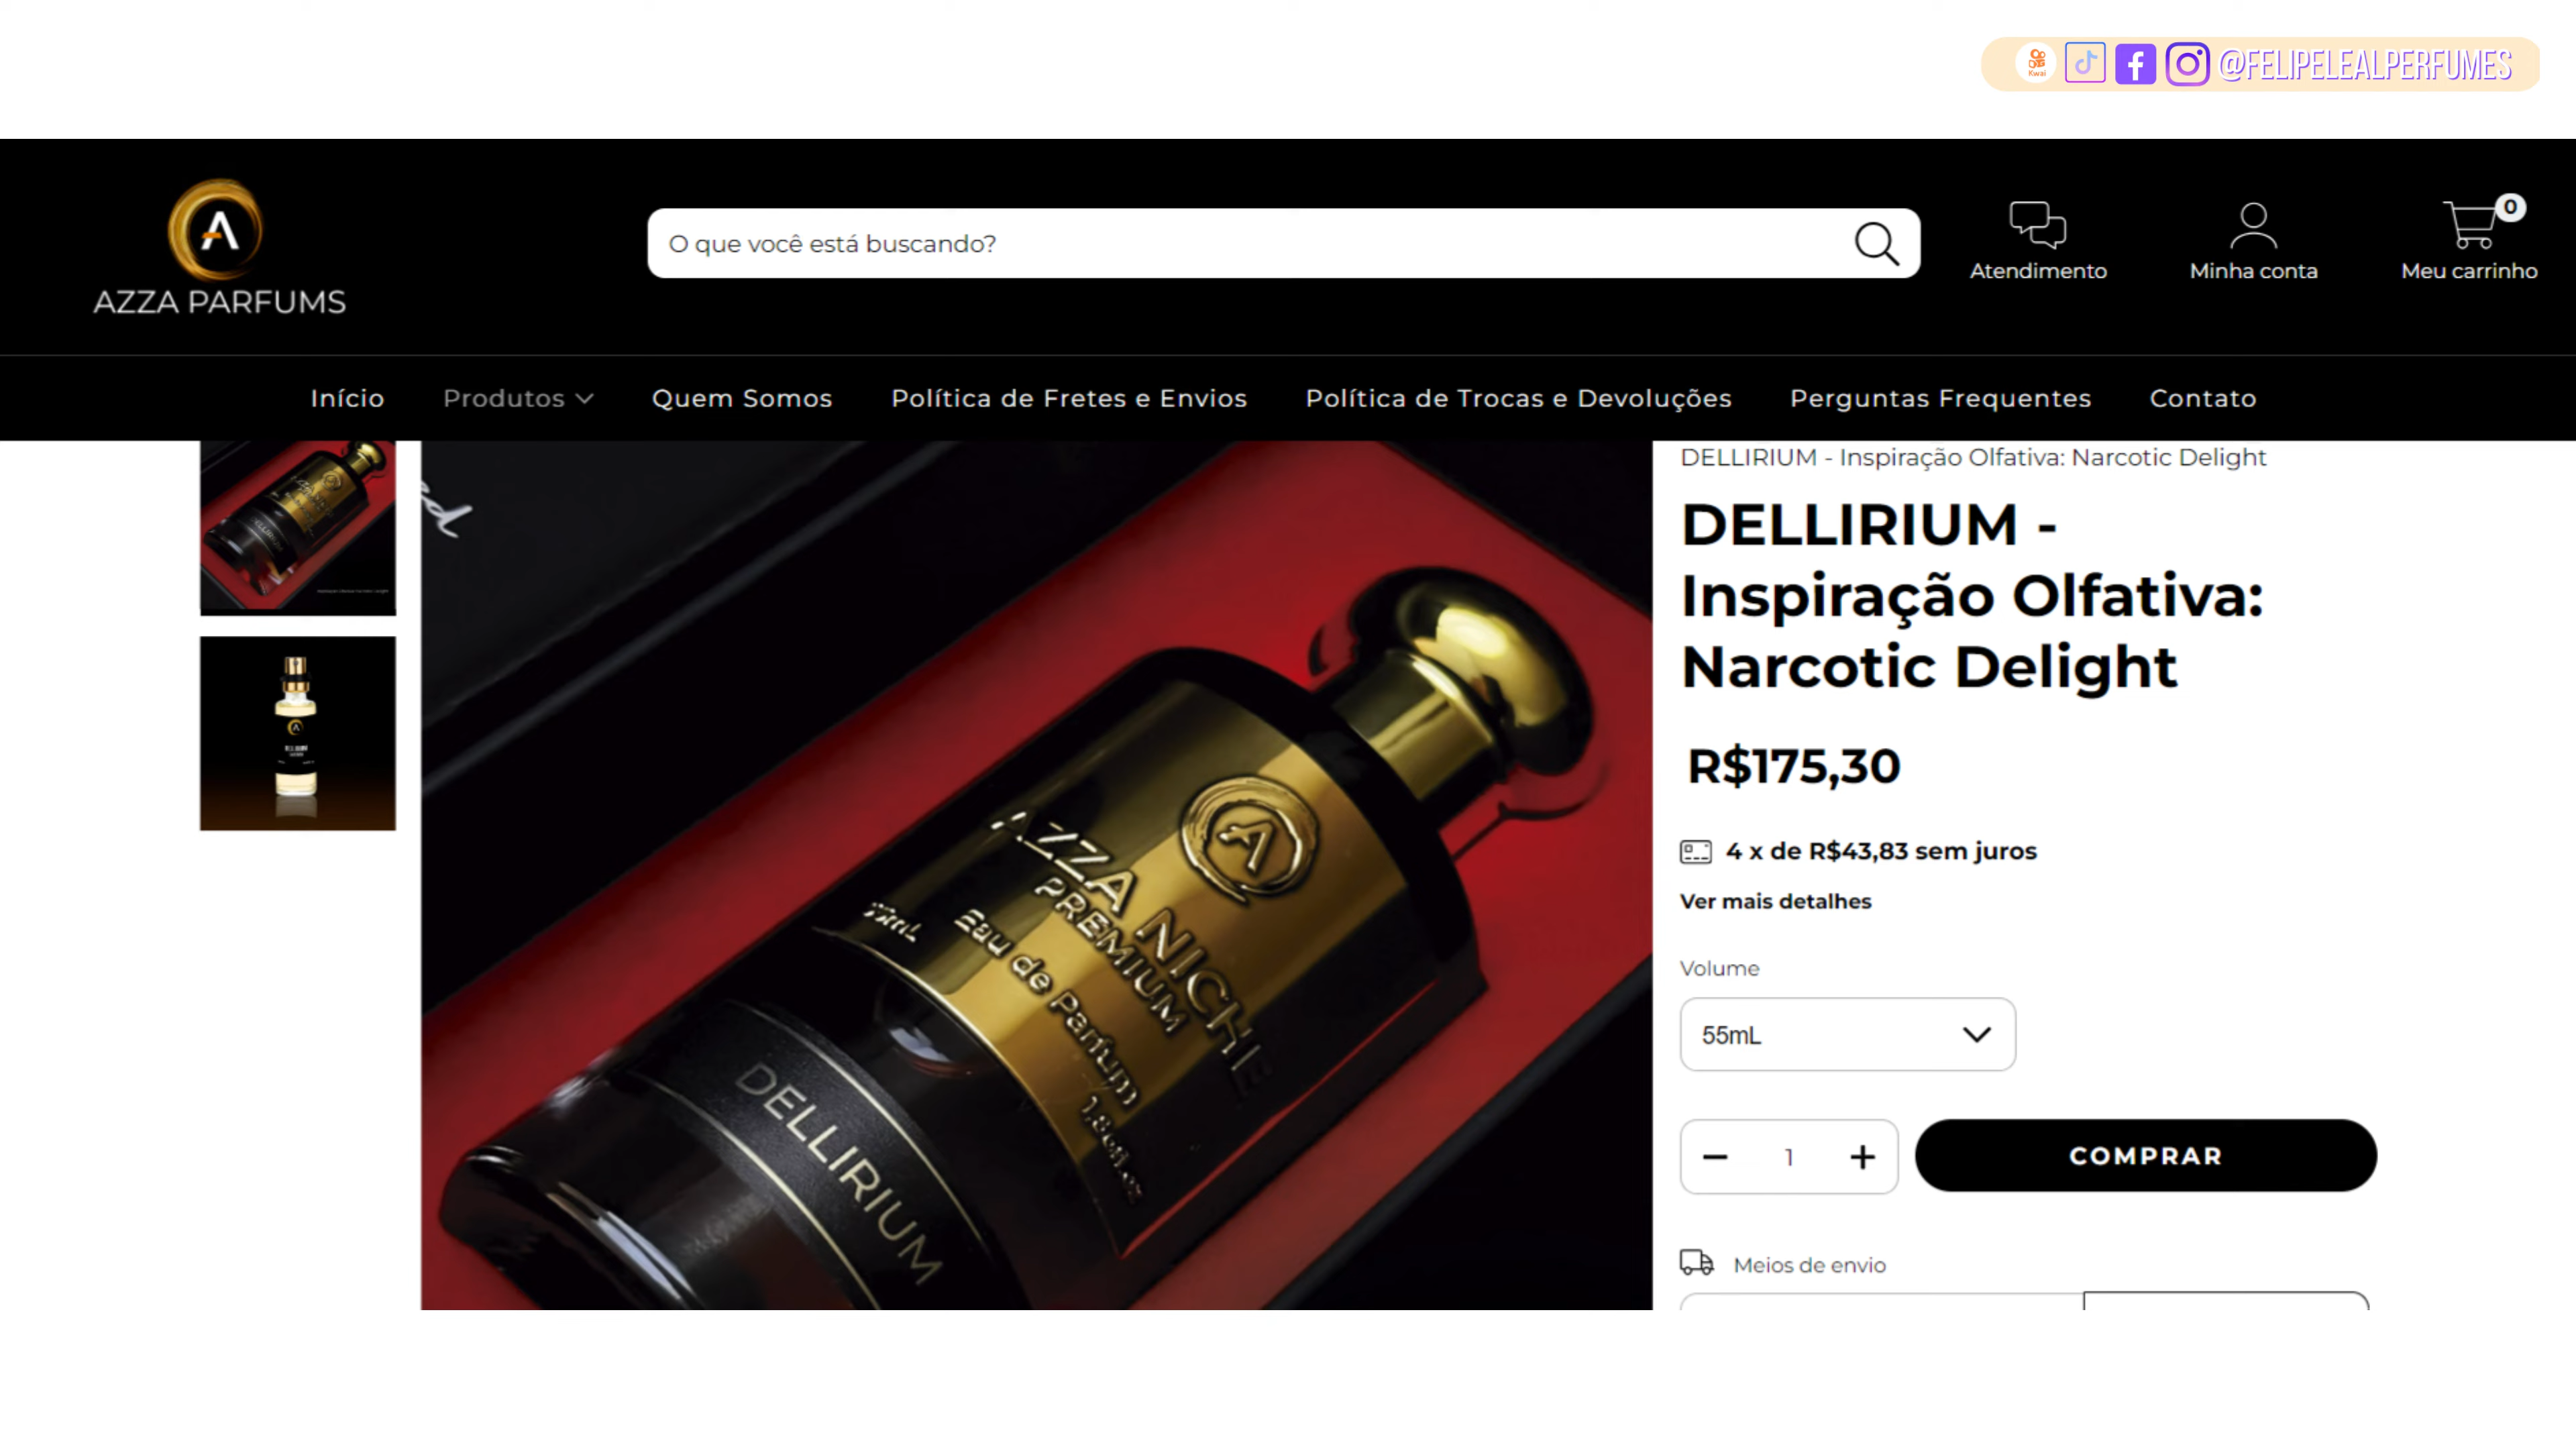 Kwai
@FELIPELEALPERFUMES
A
AZZA PARFUMS
O que você está buscando?
Atendimento
Minha conta
0
Meu carrinho
Início
Produtos
Quem Somos
Política de Fretes e Envios
Política de Trocas e Devoluções
Perguntas Frequentes
Contato
DELLIRIUM - Inspiração Olfativa: Narcotic Delight
DELLIRIUM -
Inspiração Olfativa:
Narcotic Delight
R$175,30
4 x de R$43,83 sem juros
Ver mais detalhes
Volume
55mL
1
COMPRAR
Meios de envio
A
AZZA NICHE
PREMIUM
Eau de Parfum
DELLIRIUM